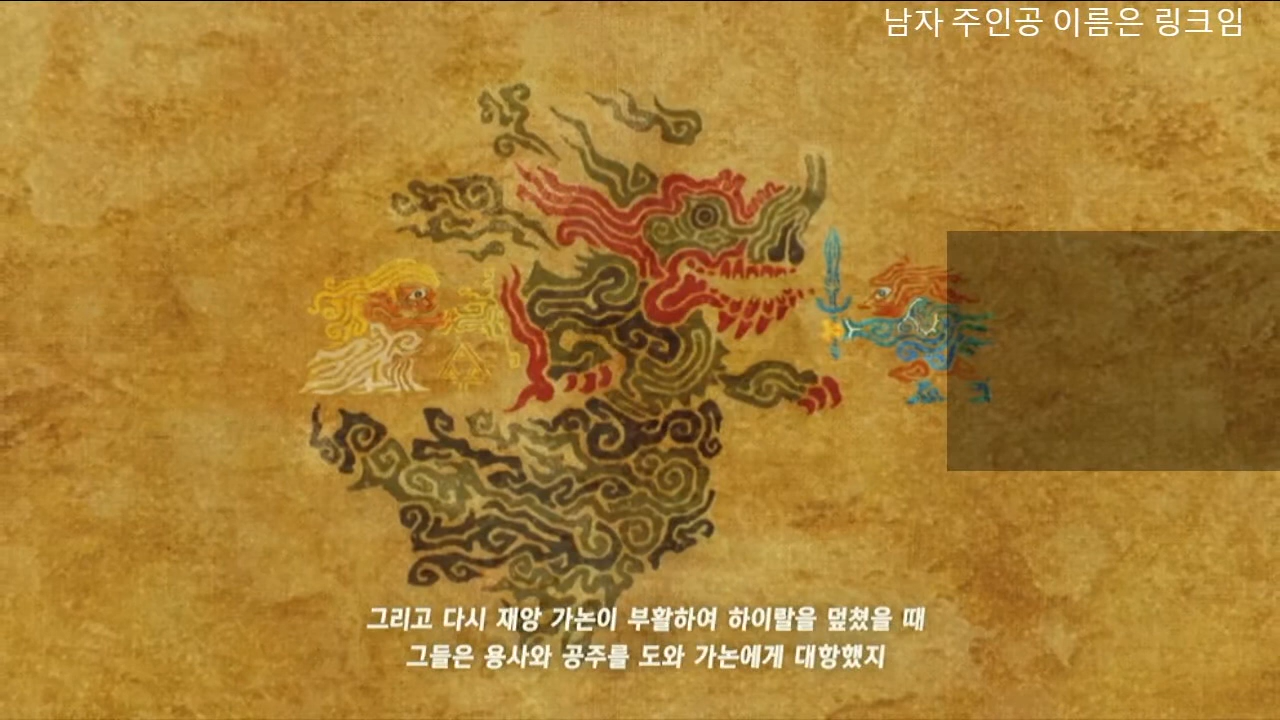 남자 주인공 이름은 링크임
그리고 다시 재앙 가논이 부활하여 하이랄을 덮쳤을 때
그들은 용사와 공주를 도와 가논에게 대항했지